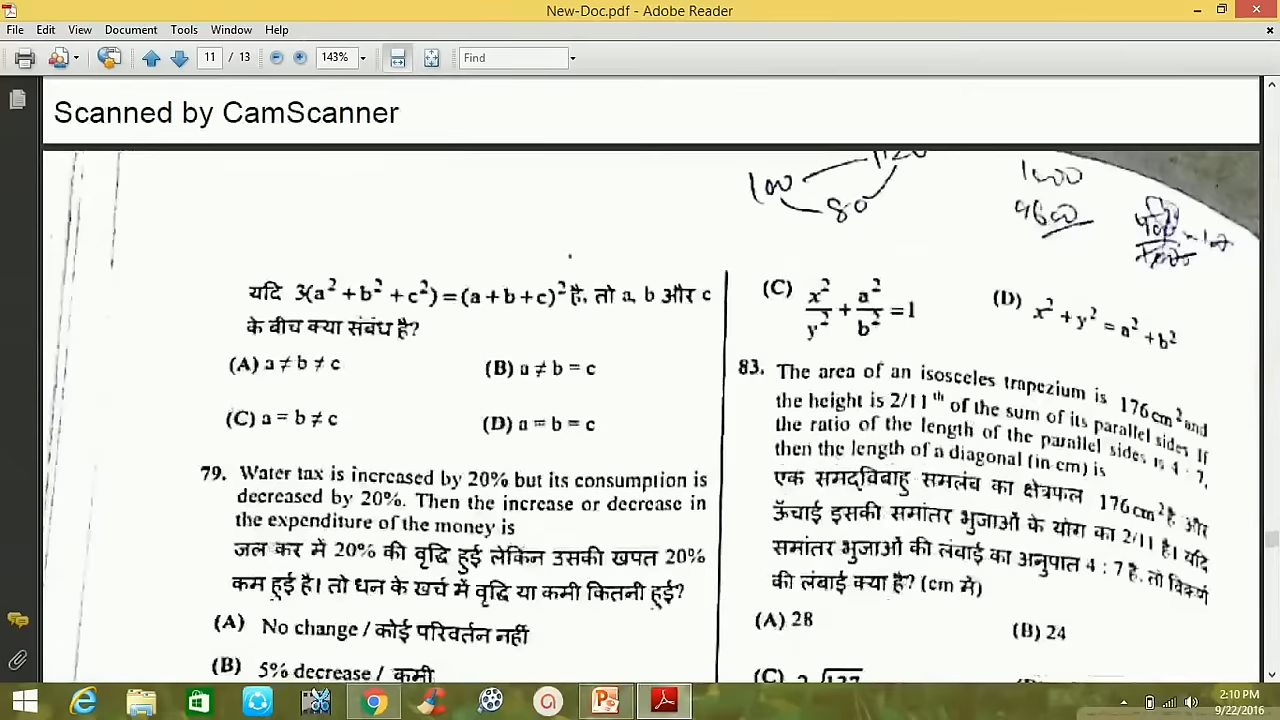 New-Doc.pdf - Adobe Reader
File Edit View Document Tools Window Help
11 / 13 143% Find
Scanned by CamScanner
100 1120
80
1000
9600
यदि 3(a² + b² + c²) = (a + b + c)² है, तो a, b और c
के बीच क्या संबंध है?
(A) a ≠ b ≠ c (B) a ≠ b = c
(C) a = b ≠ c (D) a = b = c
79. Water tax is increased by 20% but its consumption is
decreased by 20%. Then the increase or decrease in
the expenditure of the money is
जल कर में 20% की वृद्धि हुई लेकिन उसकी खपत 20%
कम हुई है। तो धन के खर्च में वृद्धि या कमी कितनी हुई?
(A) No change / कोई परिवर्तन नहीं
(B) 5% decrease / कमी
(C) x²/y² + a²/b² = 1 (D) x² + y² = a² + b²
83. The area of an isosceles trapezium is 176 cm² and
the height is 2/11ᵗʰ of the sum of its parallel sides If
the ratio of the length of the parallel sides is 4 : 7,
then the length of a diagonal (in cm) is
एक समद्विबाहु समलंब का क्षेत्रफल 176 cm² है और
ऊँचाई इसकी समांतर भुजाओं के योग का 2/11 है। यदि
समांतर भुजाओं की लंबाई का अनुपात 4 : 7 है, तो विकर्ण
की लंबाई क्या है? (cm में)
(A) 28 (B) 24
(C) 2√137
2:10 PM
9/22/2016